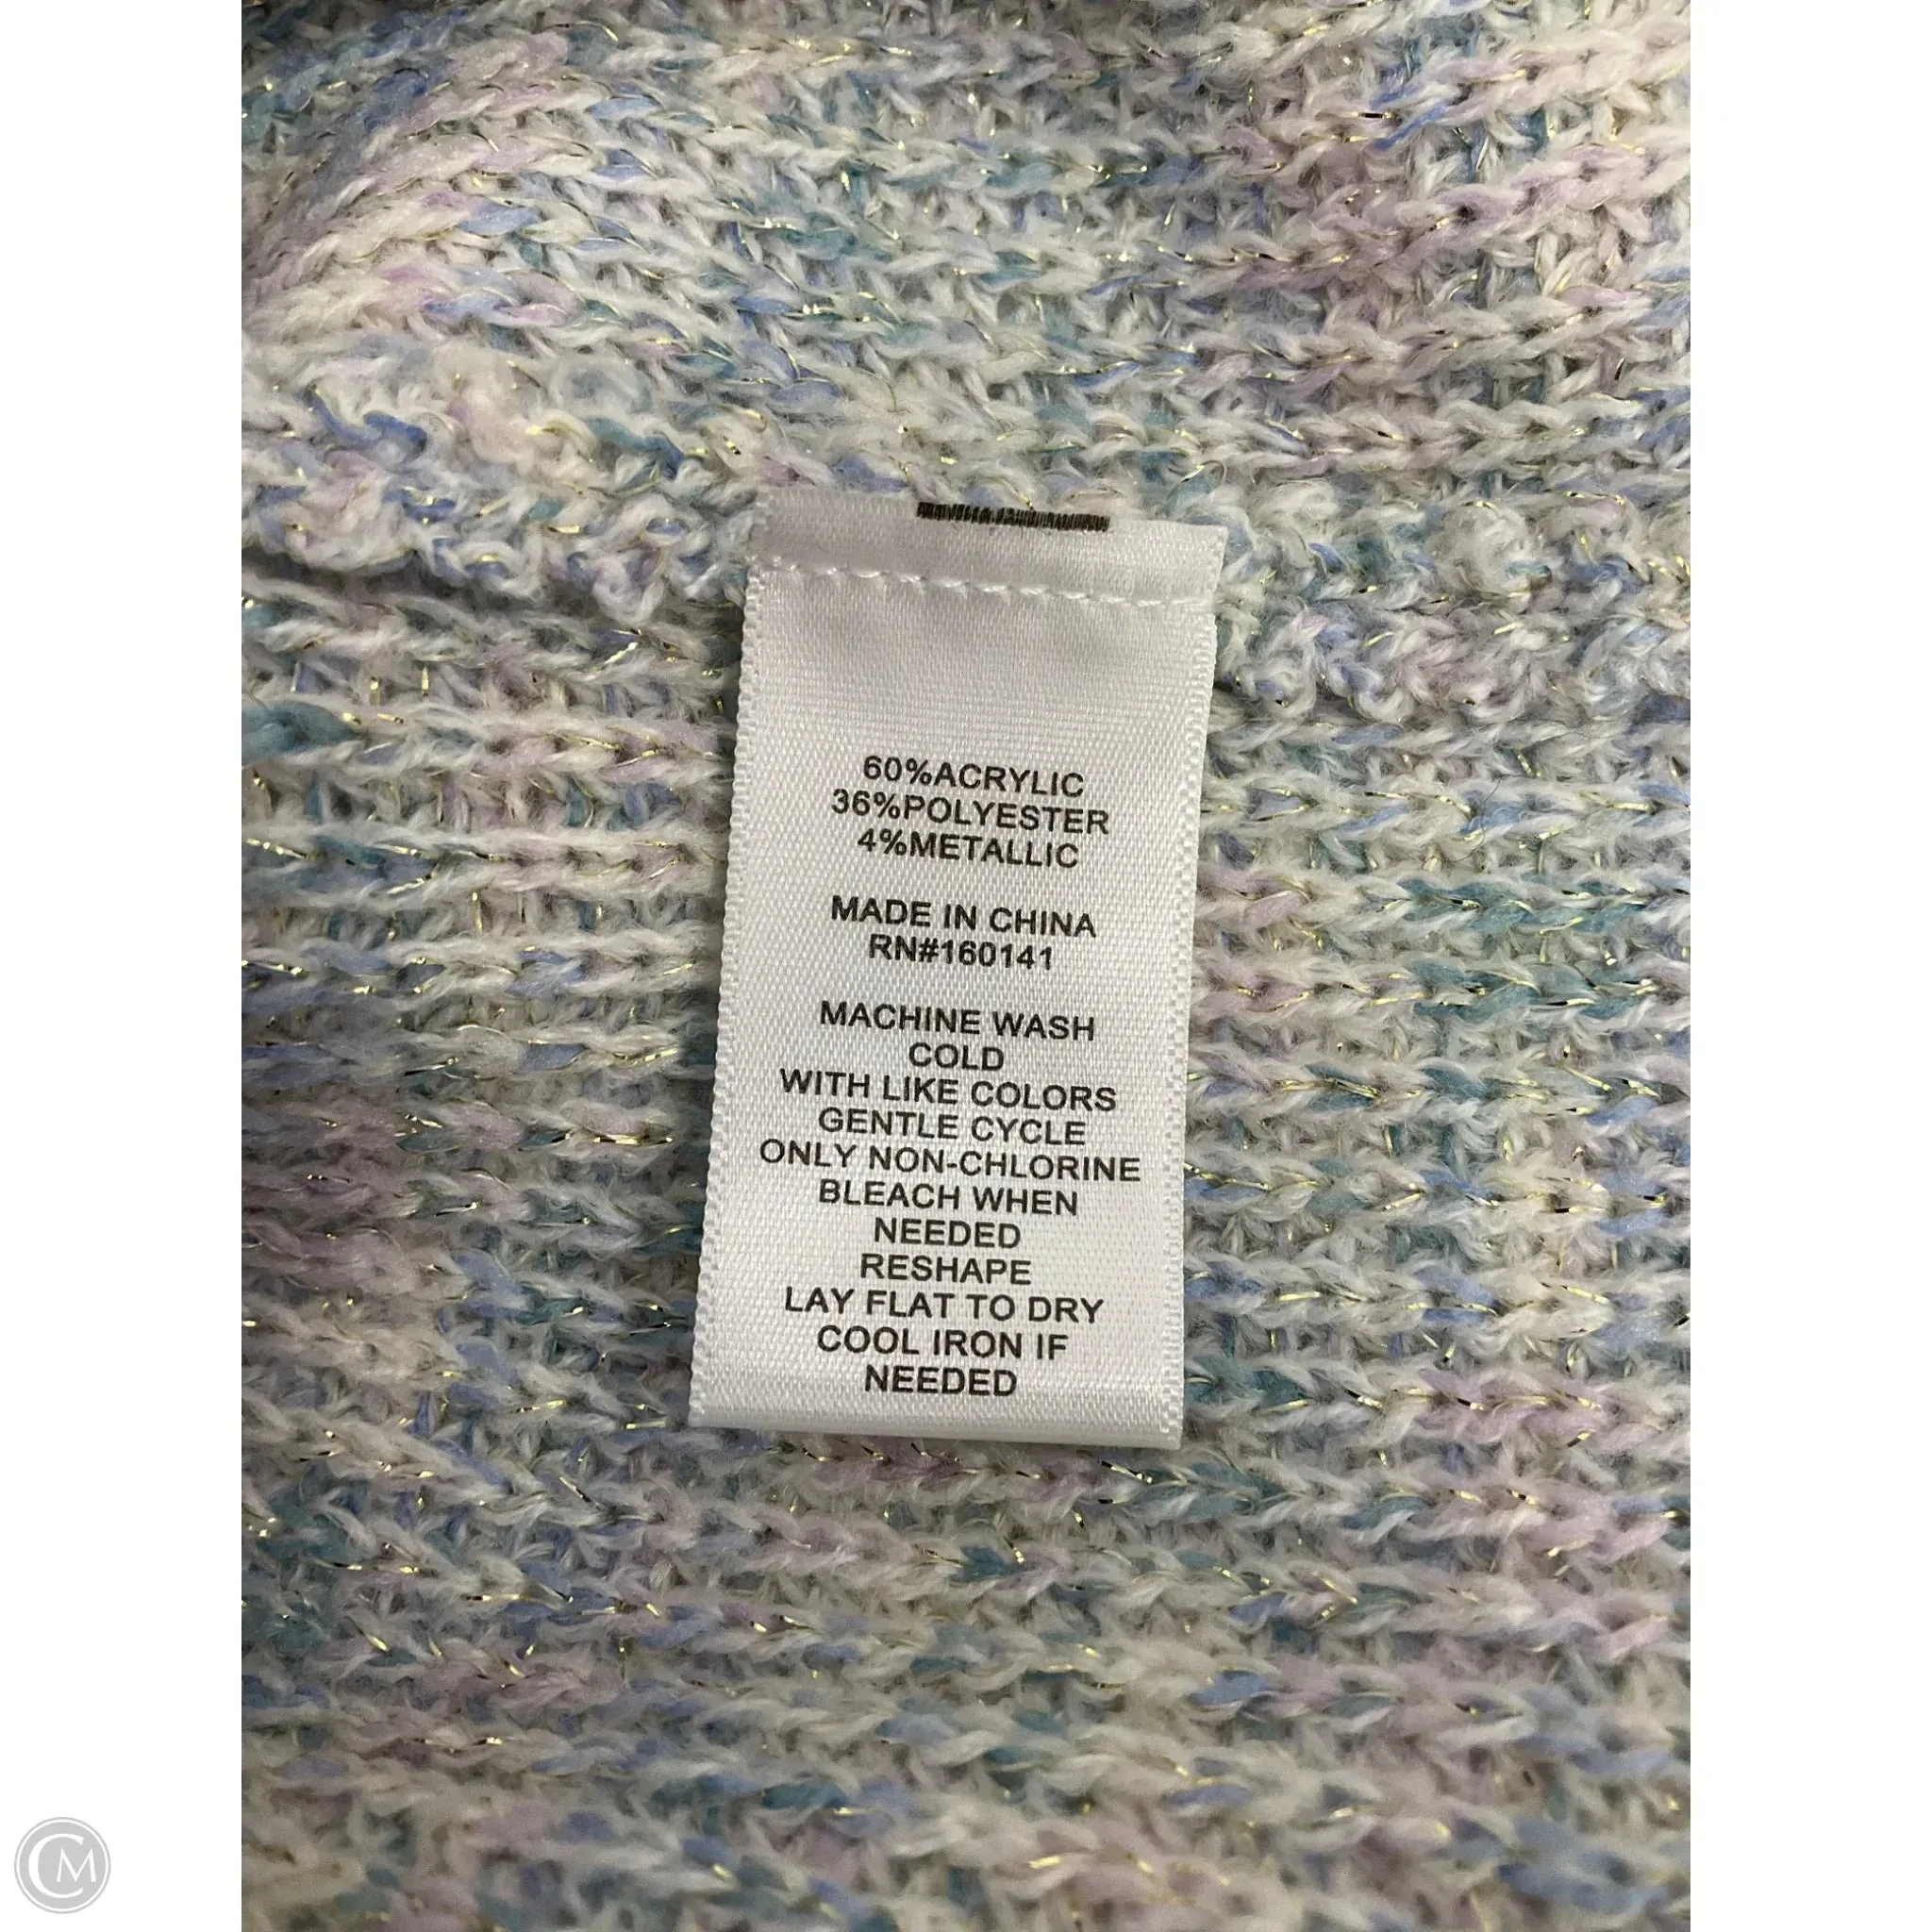 60%ACRYLIC
36%POLYESTER
4%METALLIC
MADE IN CHINA
RN#160141
MACHINE WASH
COLD
WITH LIKE COLORS
GENTLE CYCLE
ONLY NON-CHLORINE
BLEACH WHEN
NEEDED
RESHAPE
LAY FLAT TO DRY
COOL IRON IF
NEEDED
CM